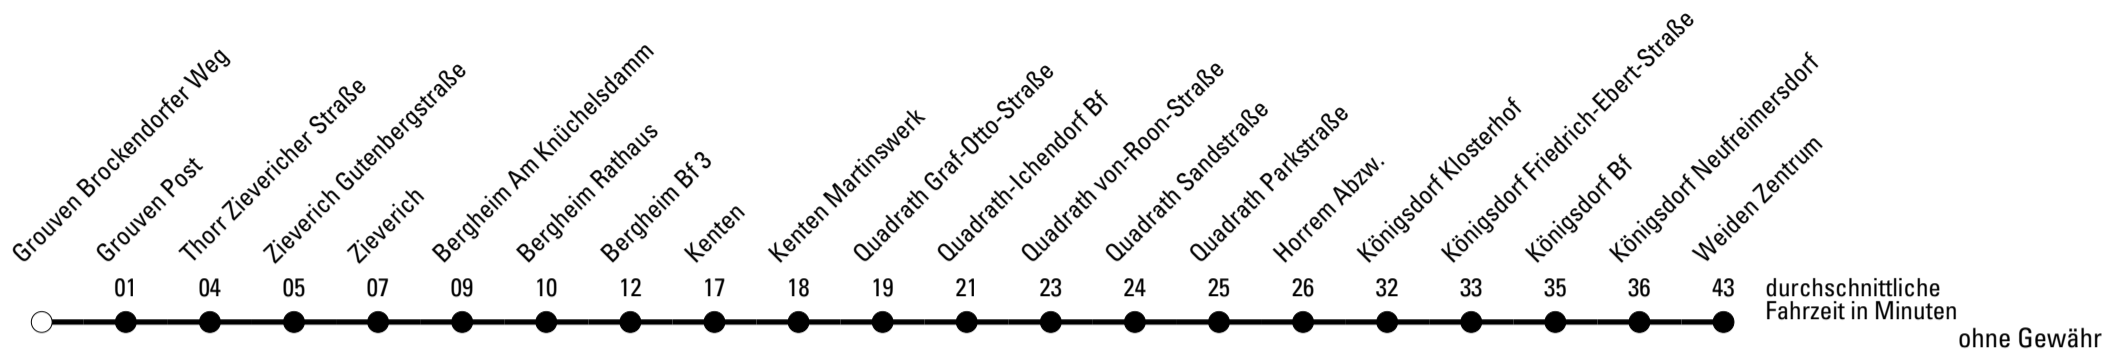 Grouven Brockendorfer Weg
Grouven Post
Thorr Zievericher Straße
Zieverich Gutenbergstraße
Zieverich
Bergheim Am Knüchelsdamm
Bergheim Rathaus
Bergheim Bf 3
Kenten
Kenten Martinswerk
Quadrath Graf-Otto-Straße
Quadrath-Ichendorf Bf
Quadrath von-Roon-Straße
Quadrath Sandstraße
Quadrath Parkstraße
Horrem Abzw.
Königsdorf Klosterhof
Königsdorf Friedrich-Ebert-Straße
Königsdorf Bf
Königsdorf Neufreimersdorf
Weiden Zentrum
01 04 05 07 09 10 12 17 18 19 21 23 24 25 26 32 33 35 36 43
durchschnittliche
Fahrzeit in Minuten
ohne Gewähr